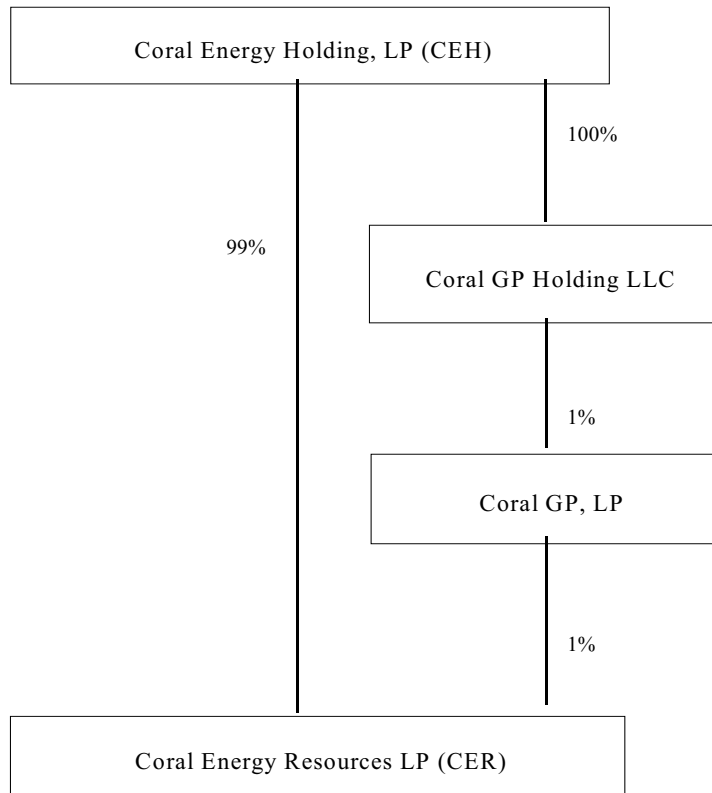 Coral Energy Holding, LP (CEH)
100%
99%
Coral GP Holding LLC
1%
Coral GP, LP
1%
Coral Energy Resources LP (CER)